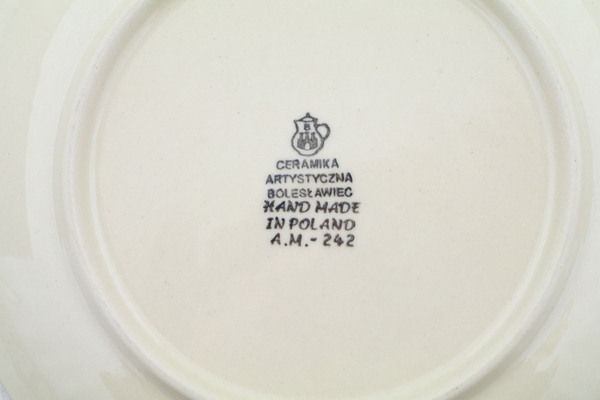 B
CERAMIKA
ARTYSTYCZNA
BOLESŁAWIEC
HAND MADE
IN POLAND
A.M.- 242